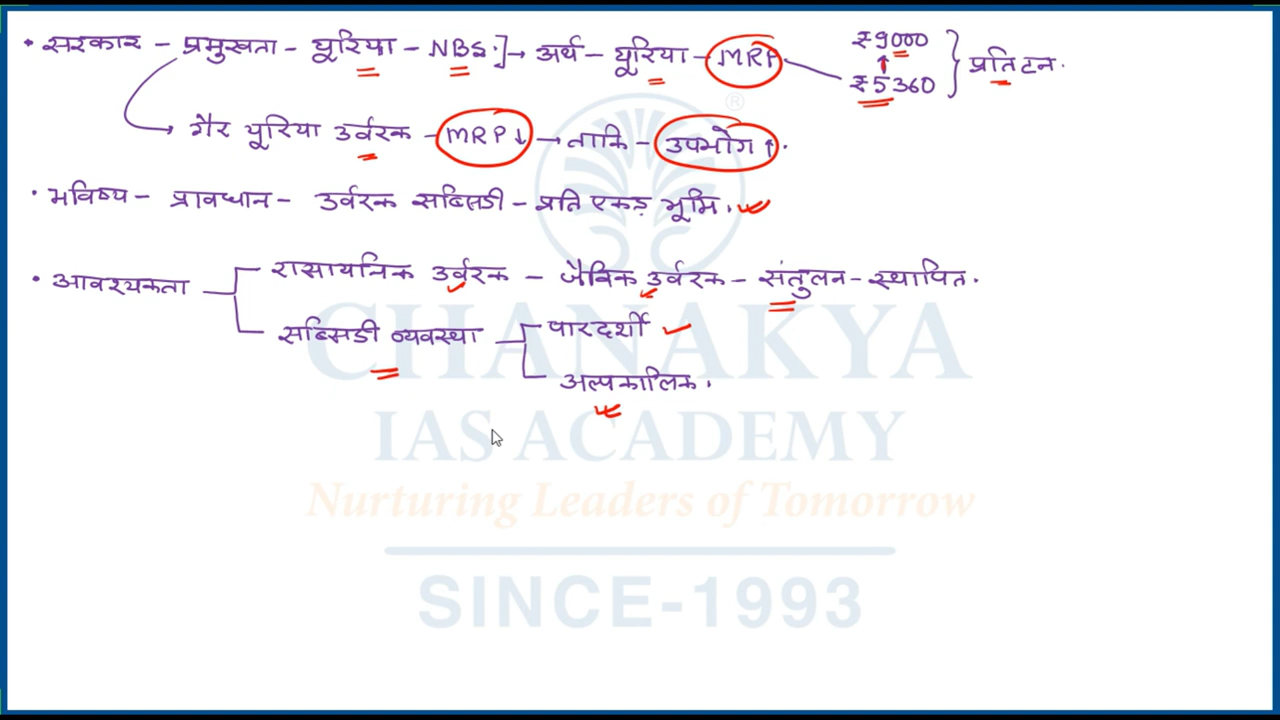 • सरकार – प्रमुखता – यूरिया – NBS.] → अर्थ – यूरिया – MRP ₹9000 ↑ ₹5360 } प्रतिटन.
→ गैर यूरिया उर्वरक – MRP↓ → ताकि – उपभोग↑.
• भविष्य – प्रावधान – उर्वरक सब्सिडी – प्रति एकड़ भूमि.
• आवश्यकता
रासायनिक उर्वरक – जैविक उर्वरक – संतुलन – स्थापित.
सब्सिडी व्यवस्था
पारदर्शी
अल्पकालिक.
®
CHANAKYA
IAS ACADEMY
Nurturing Leaders of Tomorrow
SINCE-1993